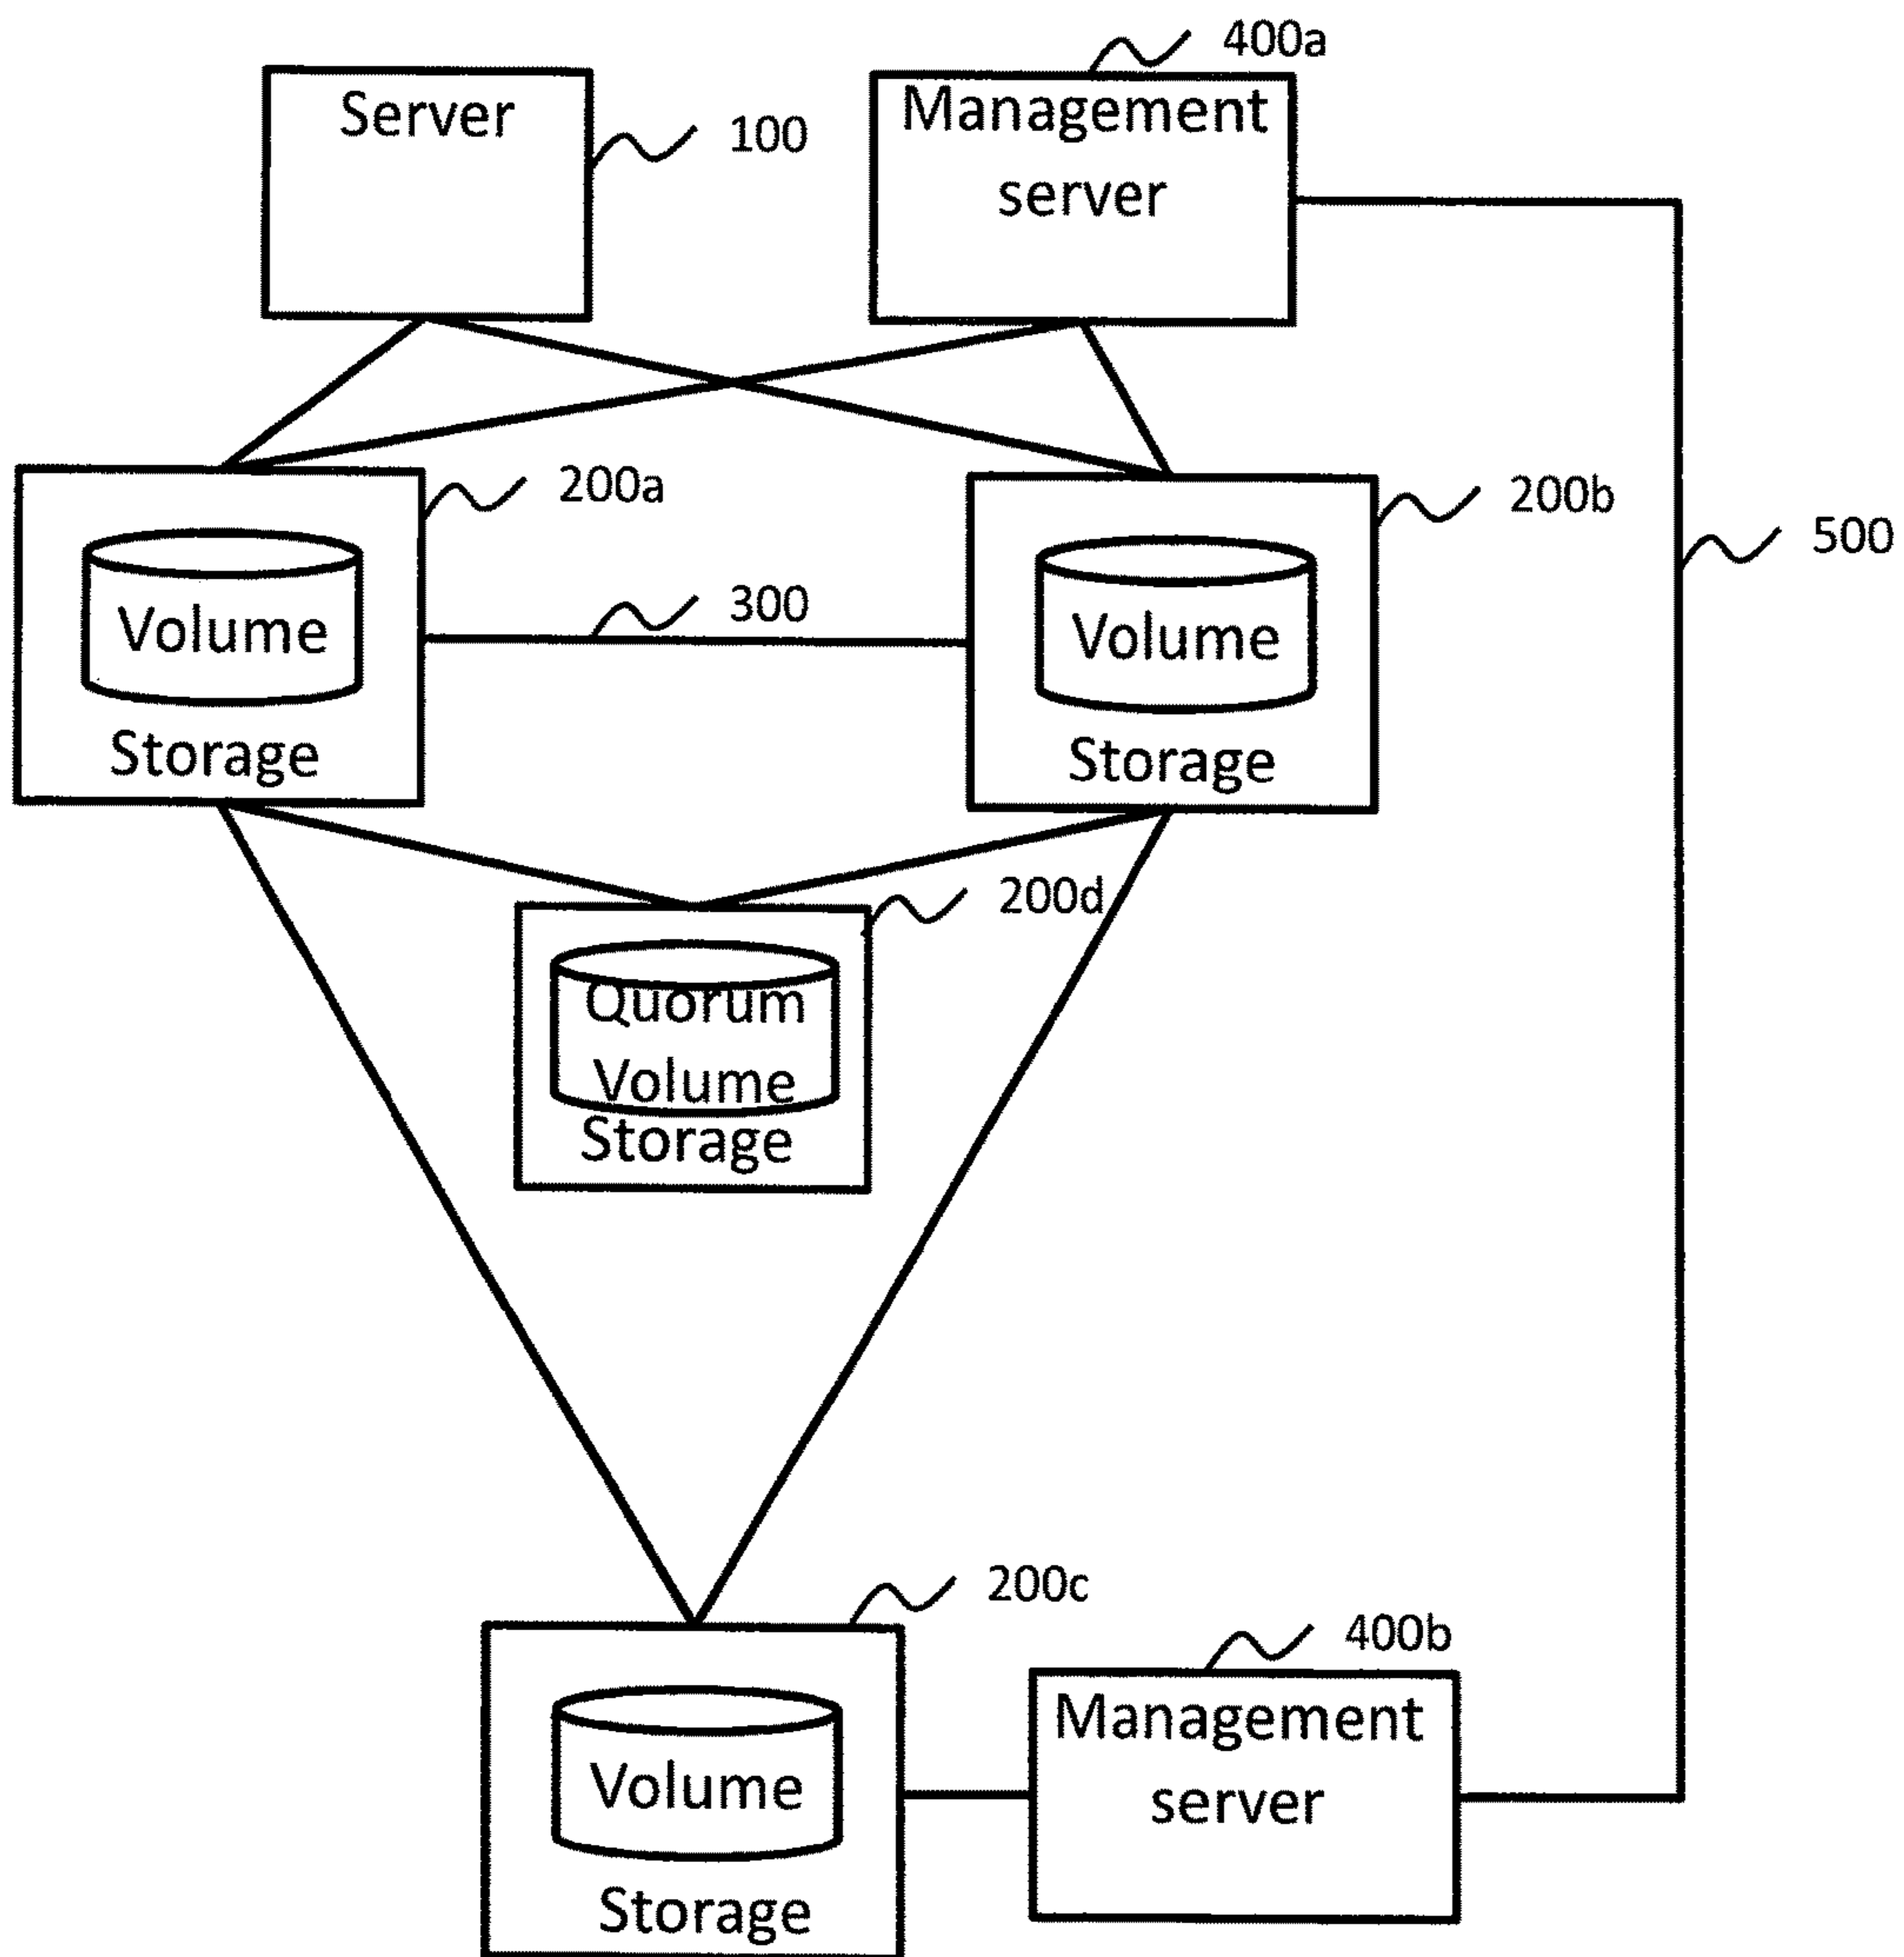 400a
Server
Management
server
100
200a
200b
500
300
Volume
Volume
Storage
Storage
200d
Quorum
Volume
Storage
200c
400b
Management
server
Volume
Storage